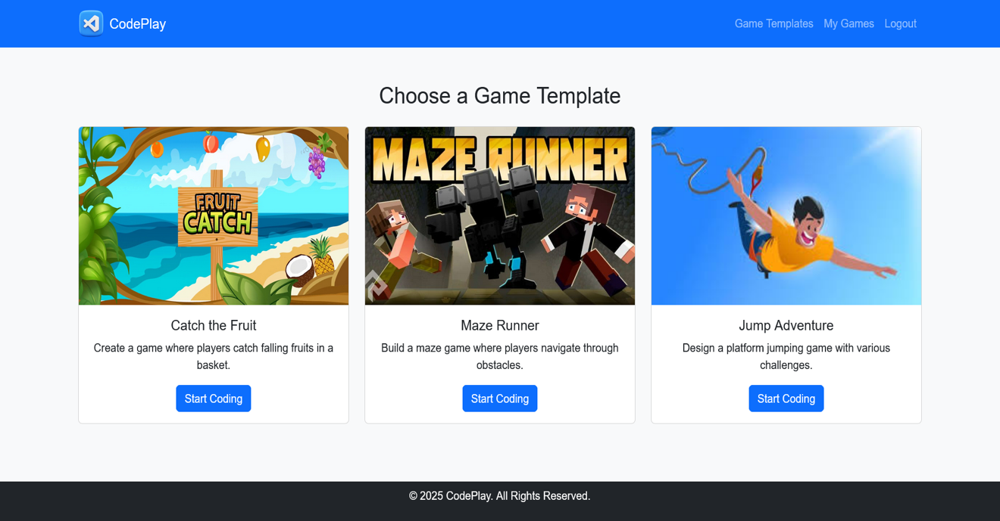 CodePlay
Game Templates My Games Logout
Choose a Game Template
FRUIT
CATCH
MAZE RUNNER
Catch the Fruit
Create a game where players catch falling fruits in a
basket.
Start Coding
Maze Runner
Build a maze game where players navigate through
obstacles.
Start Coding
Jump Adventure
Design a platform jumping game with various
challenges.
Start Coding
© 2025 CodePlay. All Rights Reserved.